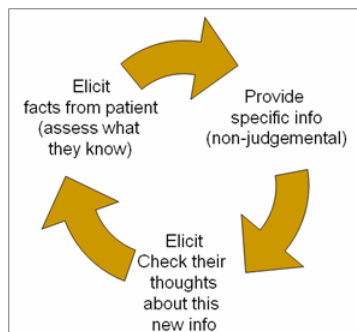 Elicit
facts from patient
(assess what
they know)
Provide
specific info
(non-judgemental)
Elicit
Check their
thoughts
about this
new info